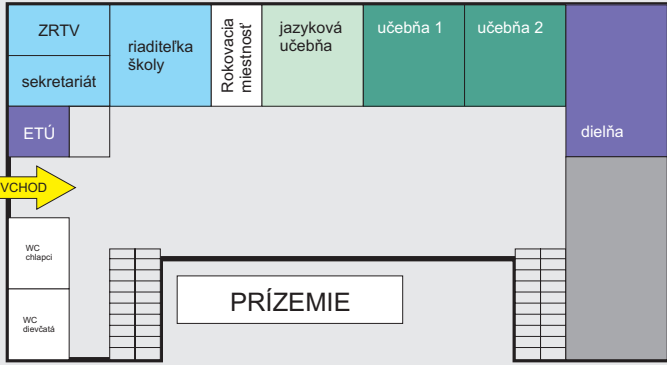 ZRTV
sekretariát
riaditeľka
školy
Rokovacia
miestnosť
jazyková
učebňa
učebňa 1
učebňa 2
dielňa
ETÚ
VCHOD
WC
chlapci
WC
dievčatá
PRÍZEMIE